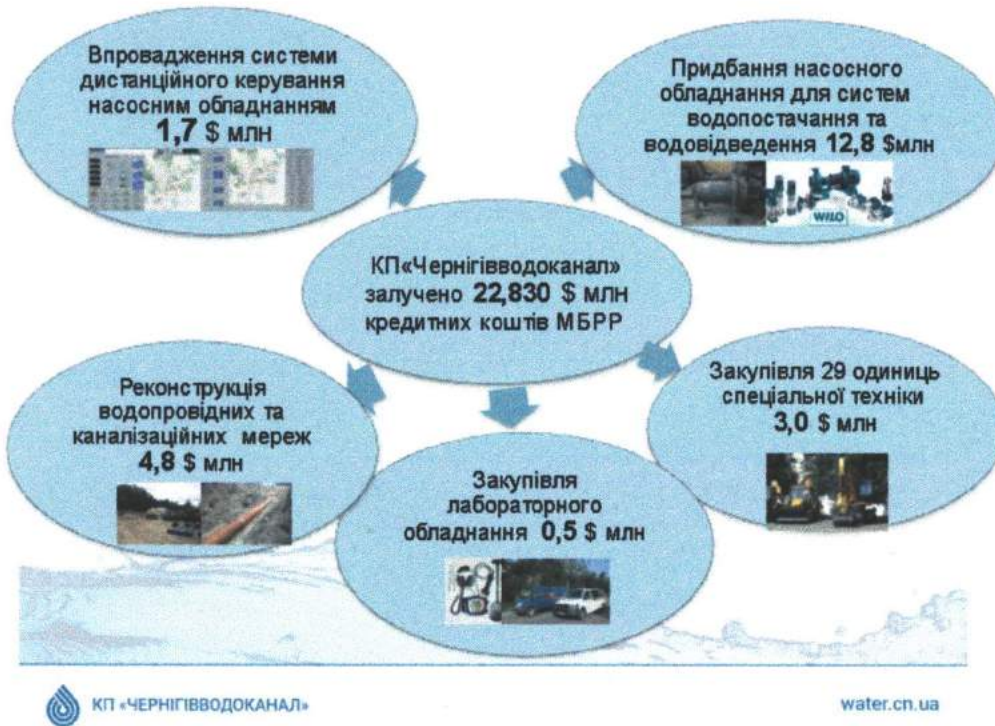 Впровадження системи
дистанційного керування
насосним обладнанням
1,7 $ млн
Придбання насосного
обладнання для систем
водопостачання та
водовідведення 12,8 $млн
WILO
КП«Чернігівводоканал»
залучено 22,830 $ млн
кредитних коштів МБРР
Реконструкція
водопровідних та
каналізаційних мереж
4,8 $ млн
Закупівля
лабораторного
обладнання 0,5 $ млн
Закупівля 29 одиниць
спеціальної техніки
3,0 $ млн
КП «ЧЕРНІГІВВОДОКАНАЛ»
water.cn.ua